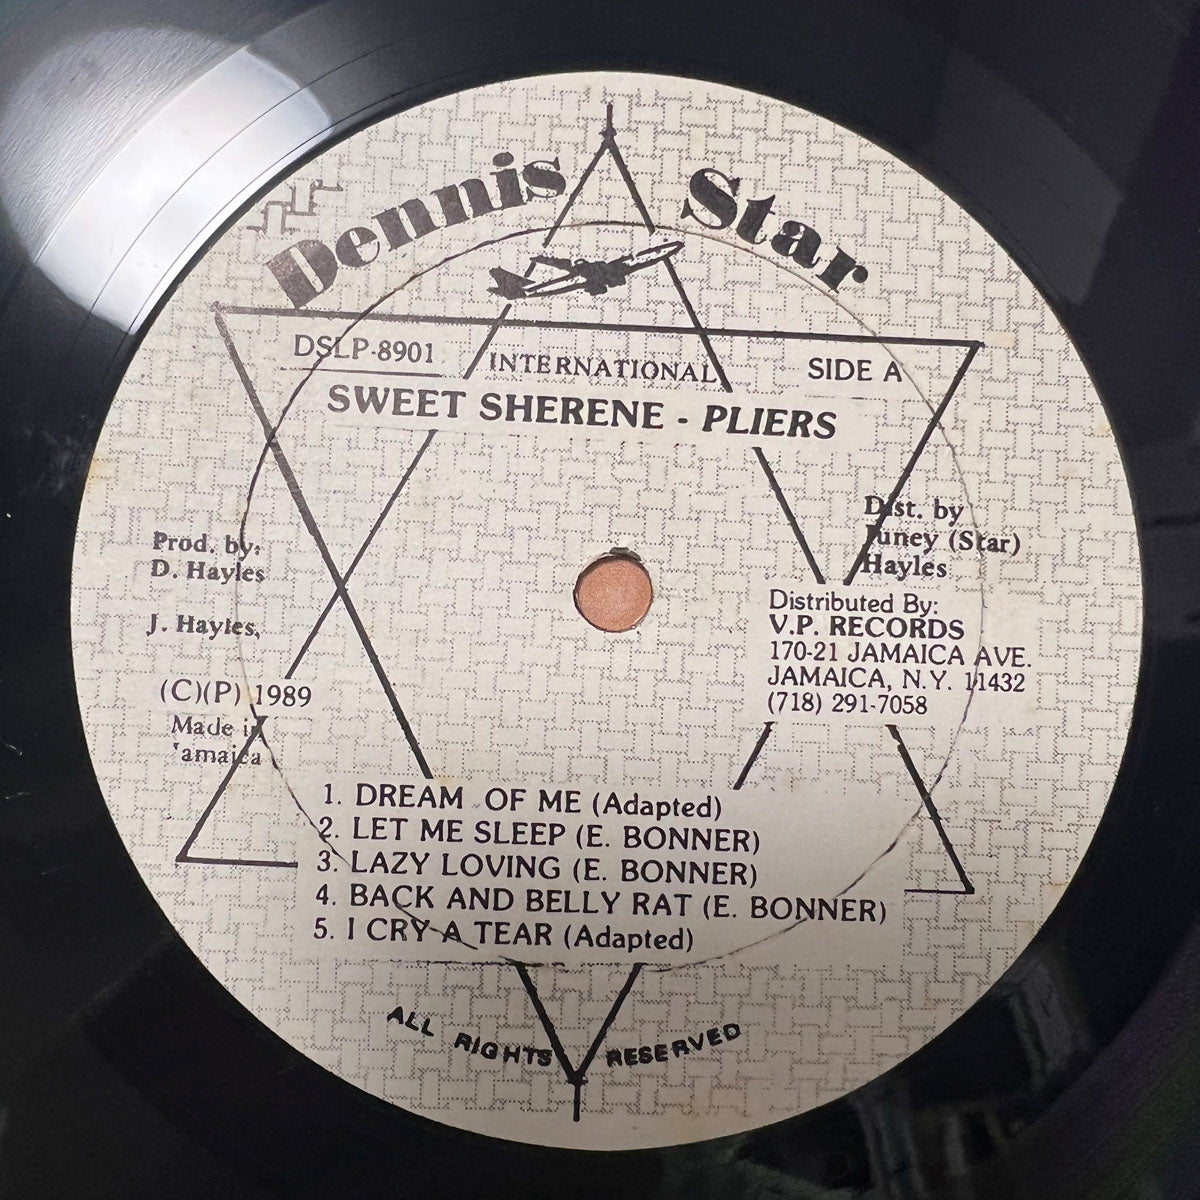 Dennis Star
DSLP-8901
INTERNATIONAL
SIDE A
SWEET SHERENE - PLIERS
Dist. by
Juney (Star)
Hayles
Prod. by:
D. Hayles
J. Hayles,
Distributed By:
V.P. RECORDS
170-21 JAMAICA AVE.
JAMAICA, N.Y. 11432
(718) 291-7058
(C)(P) 1989
Made in
Jamaica
1. DREAM OF ME (Adapted)
2. LET ME SLEEP (E. BONNER)
3. LAZY LOVING (E. BONNER)
4. BACK AND BELLY RAT (E. BONNER)
5. I CRY A TEAR (Adapted)
ALL RIGHTS RESERVED